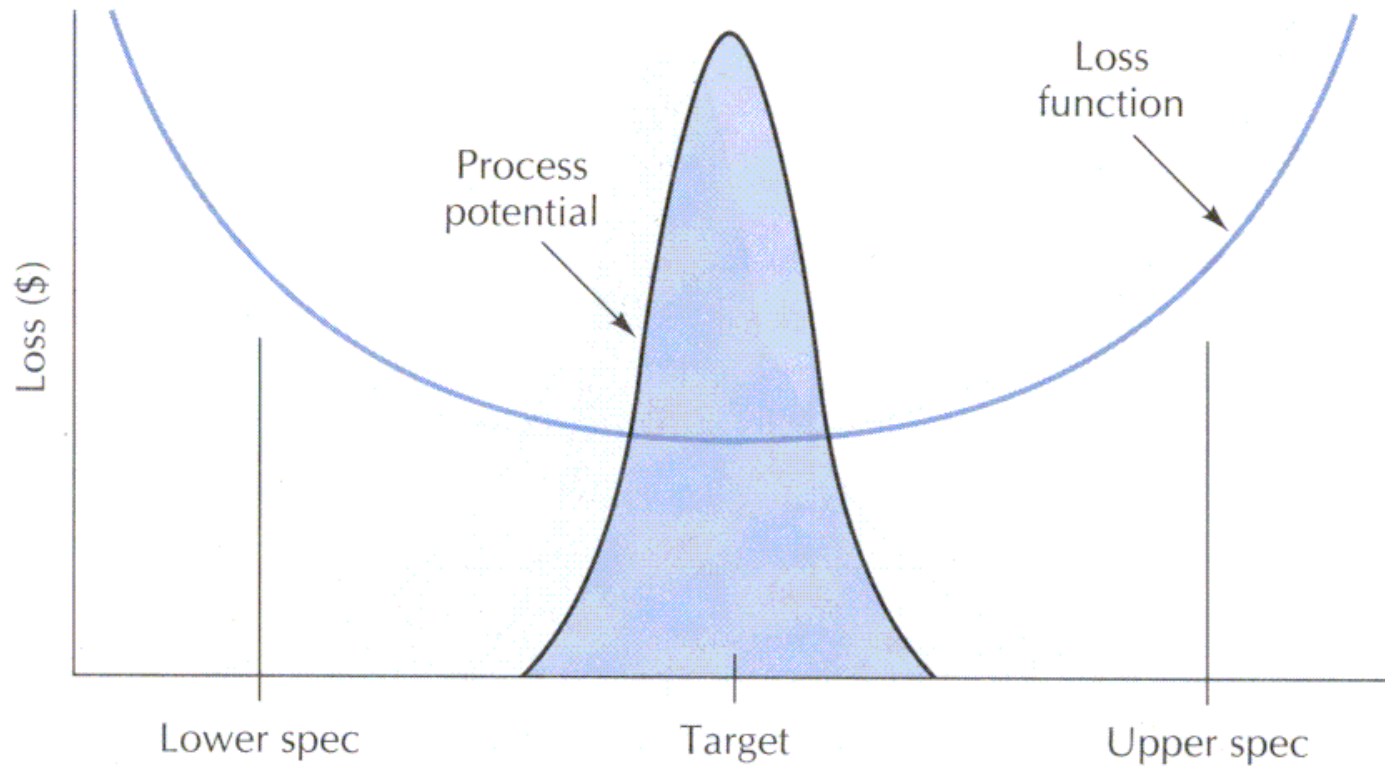 Loss
function
Process
potential
Loss ($)
Lower spec
Target
Upper spec